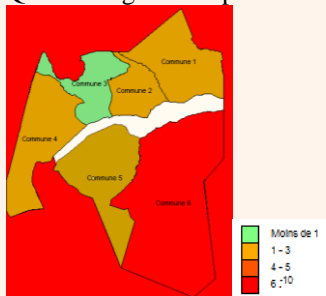 Commune 1
Commune 3
Commune 2
Commune 4
Commune 5
Commune 6
Moins de 1
1 - 3
4 - 5
6 - 10